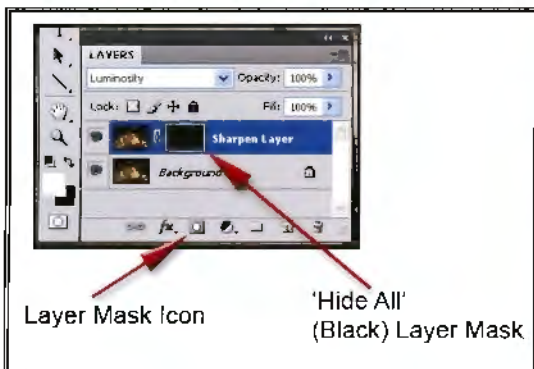 LAYERS
Luminosity Opacity: 100%
Lock: Fill: 100%
Sharpen Layer
Background
fx.
Layer Mask Icon
'Hide All'
(Black) Layer Mask